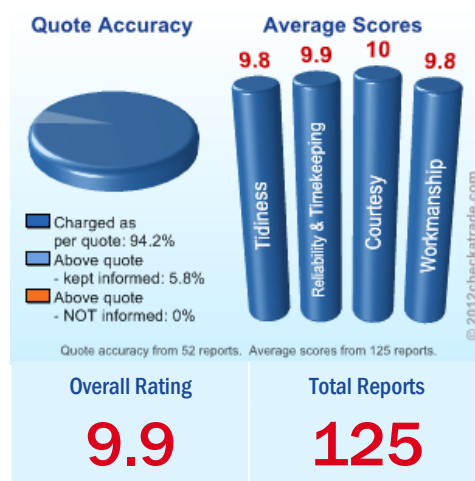 Quote Accuracy
Average Scores
9.8
9.9
10
9.8
Tidiness
Reliability & Timekeeping
Courtesy
Workmanship
Charged as
per quote: 94.2%
Above quote
- kept informed: 5.8%
Above quote
- NOT informed: 0%
© 2012checkatrade.com
Quote accuracy from 52 reports. Average scores from 125 reports.
Overall Rating
Total Reports
9.9
125